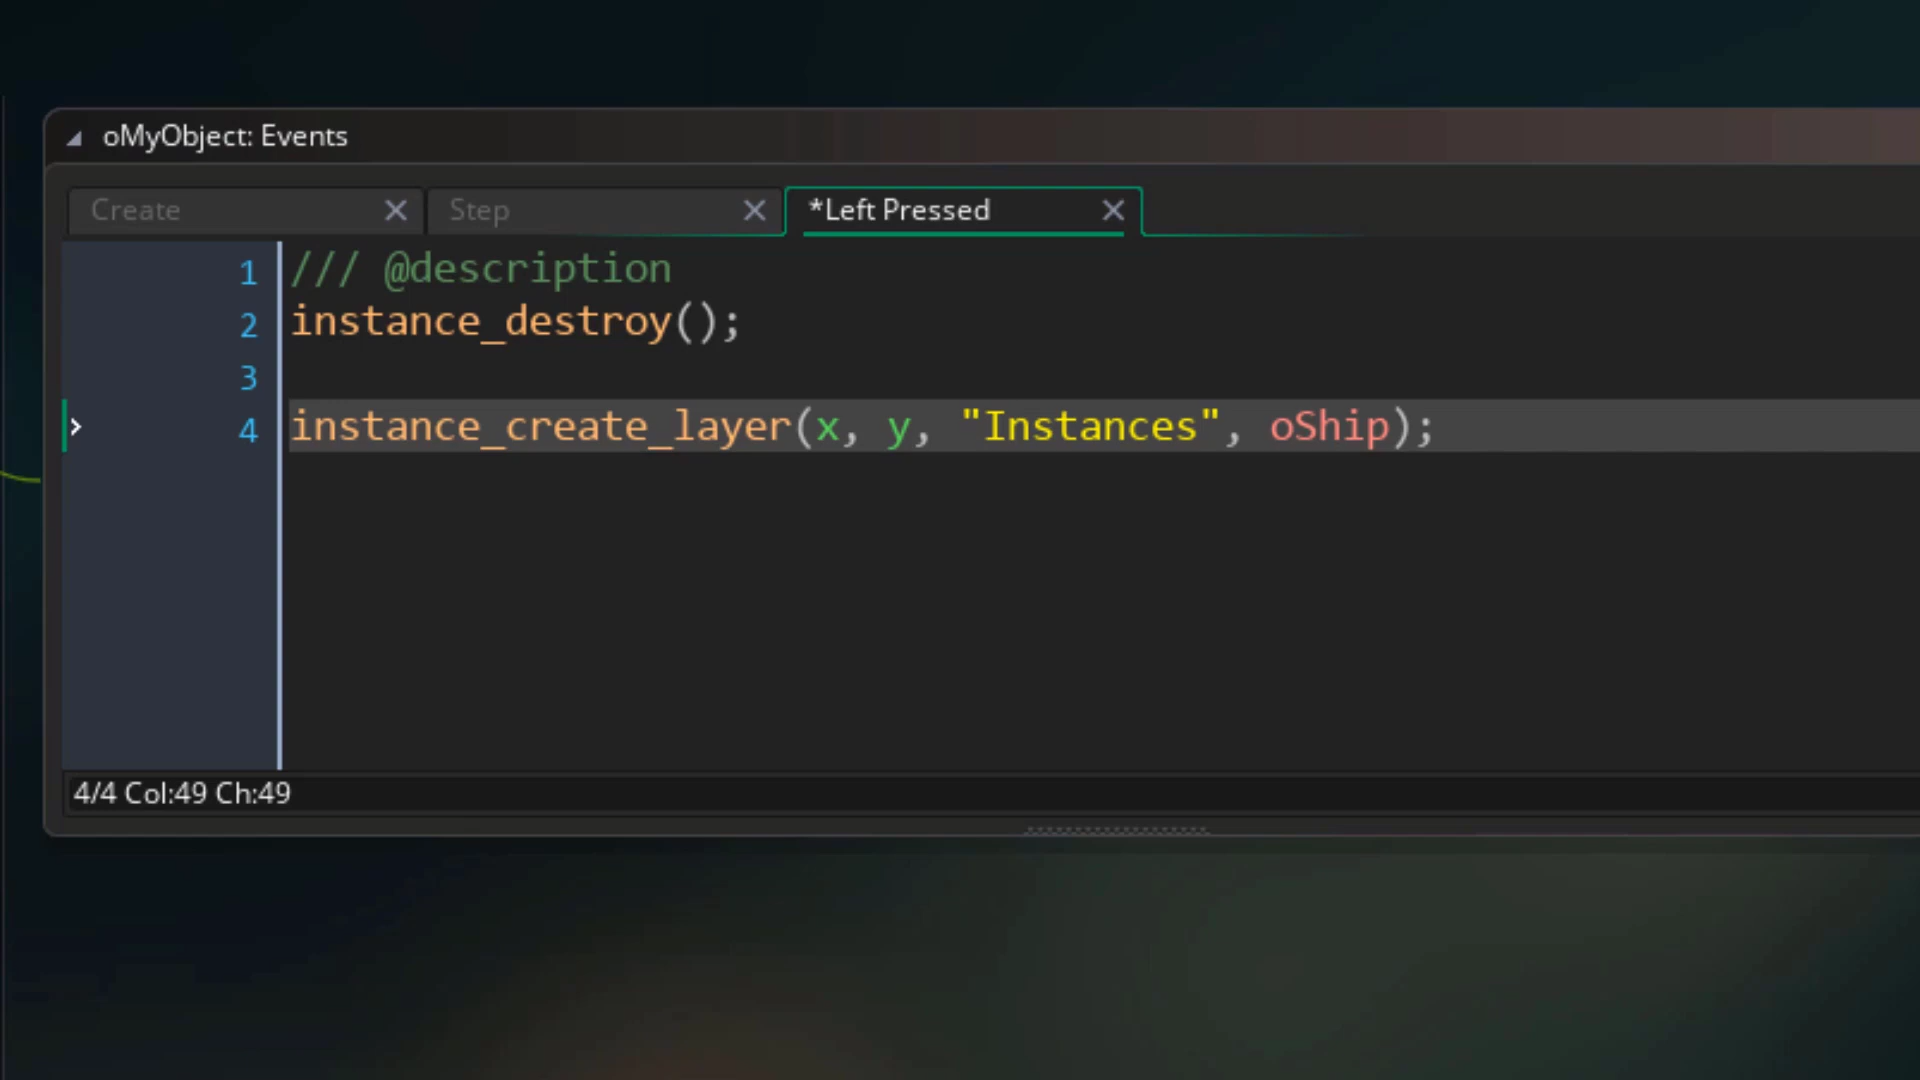 oMyObject: Events
Create Step *Left Pressed
1 /// @description
2 instance_destroy();
3
4 instance_create_layer(x, y, "Instances", oShip);
4/4 Col:49 Ch:49